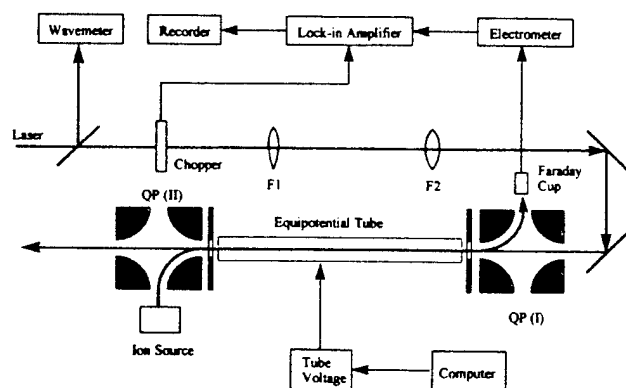 Wavemeter
Recorder
Lock-in Amplifier
Electrometer
Laser
Chopper
F1
F2
Faraday
Cup
QP (II)
Equipotential Tube
QP (I)
Ion Source
Tube
Voltage
Computer